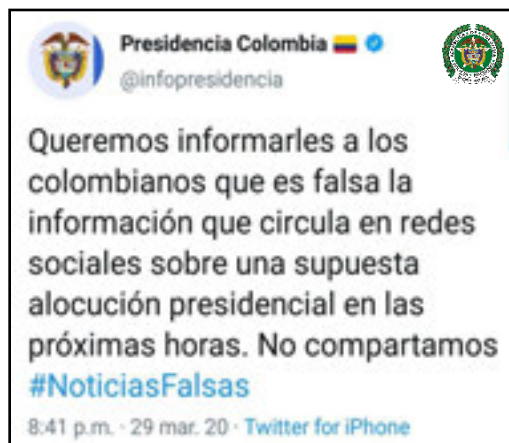 Presidencia Colombia
@infopresidencia
Queremos informarles a los
colombianos que es falsa la
información que circula en redes
sociales sobre una supuesta
alocución presidencial en las
próximas horas. No compartamos
#NoticiasFalsas
8:41 p.m. · 29 mar. 20 · Twitter for iPhone